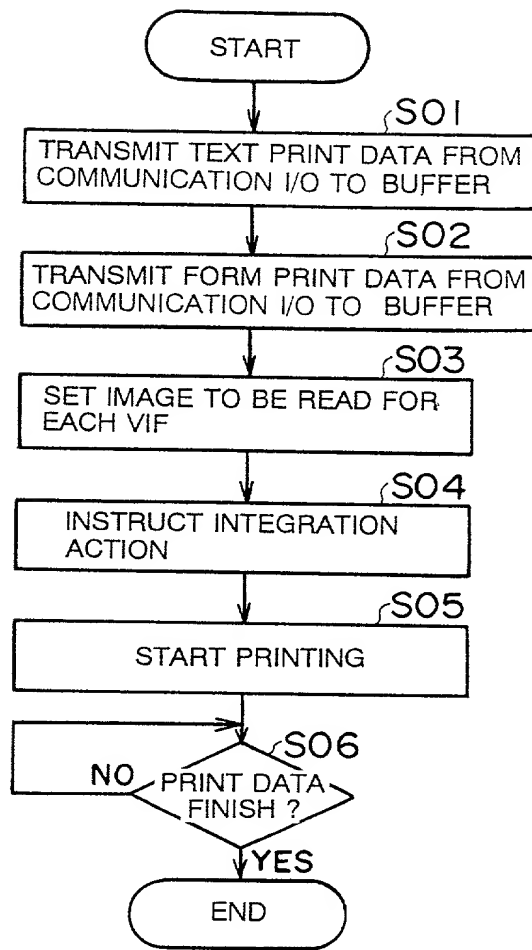 START
S01
TRANSMIT TEXT PRINT DATA FROM
COMMUNICATION I/O TO BUFFER
S02
TRANSMIT FORM PRINT DATA FROM
COMMUNICATION I/O TO BUFFER
S03
SET IMAGE TO BE READ FOR
EACH VIF
S04
INSTRUCT INTEGRATION
ACTION
S05
START PRINTING
S06
NO
PRINT DATA
FINISH ?
YES
END